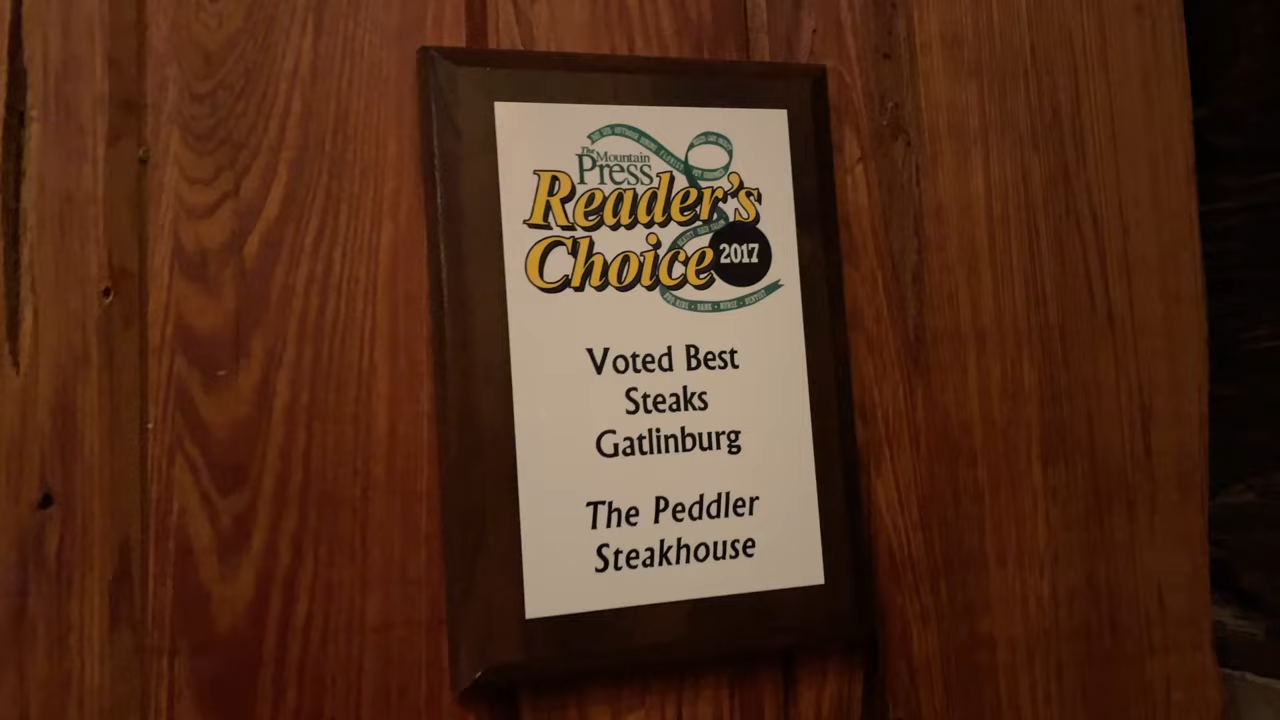 The Mountain
Press
Reader's
Choice
2017
Voted Best
Steaks
Gatlinburg
The Peddler
Steakhouse